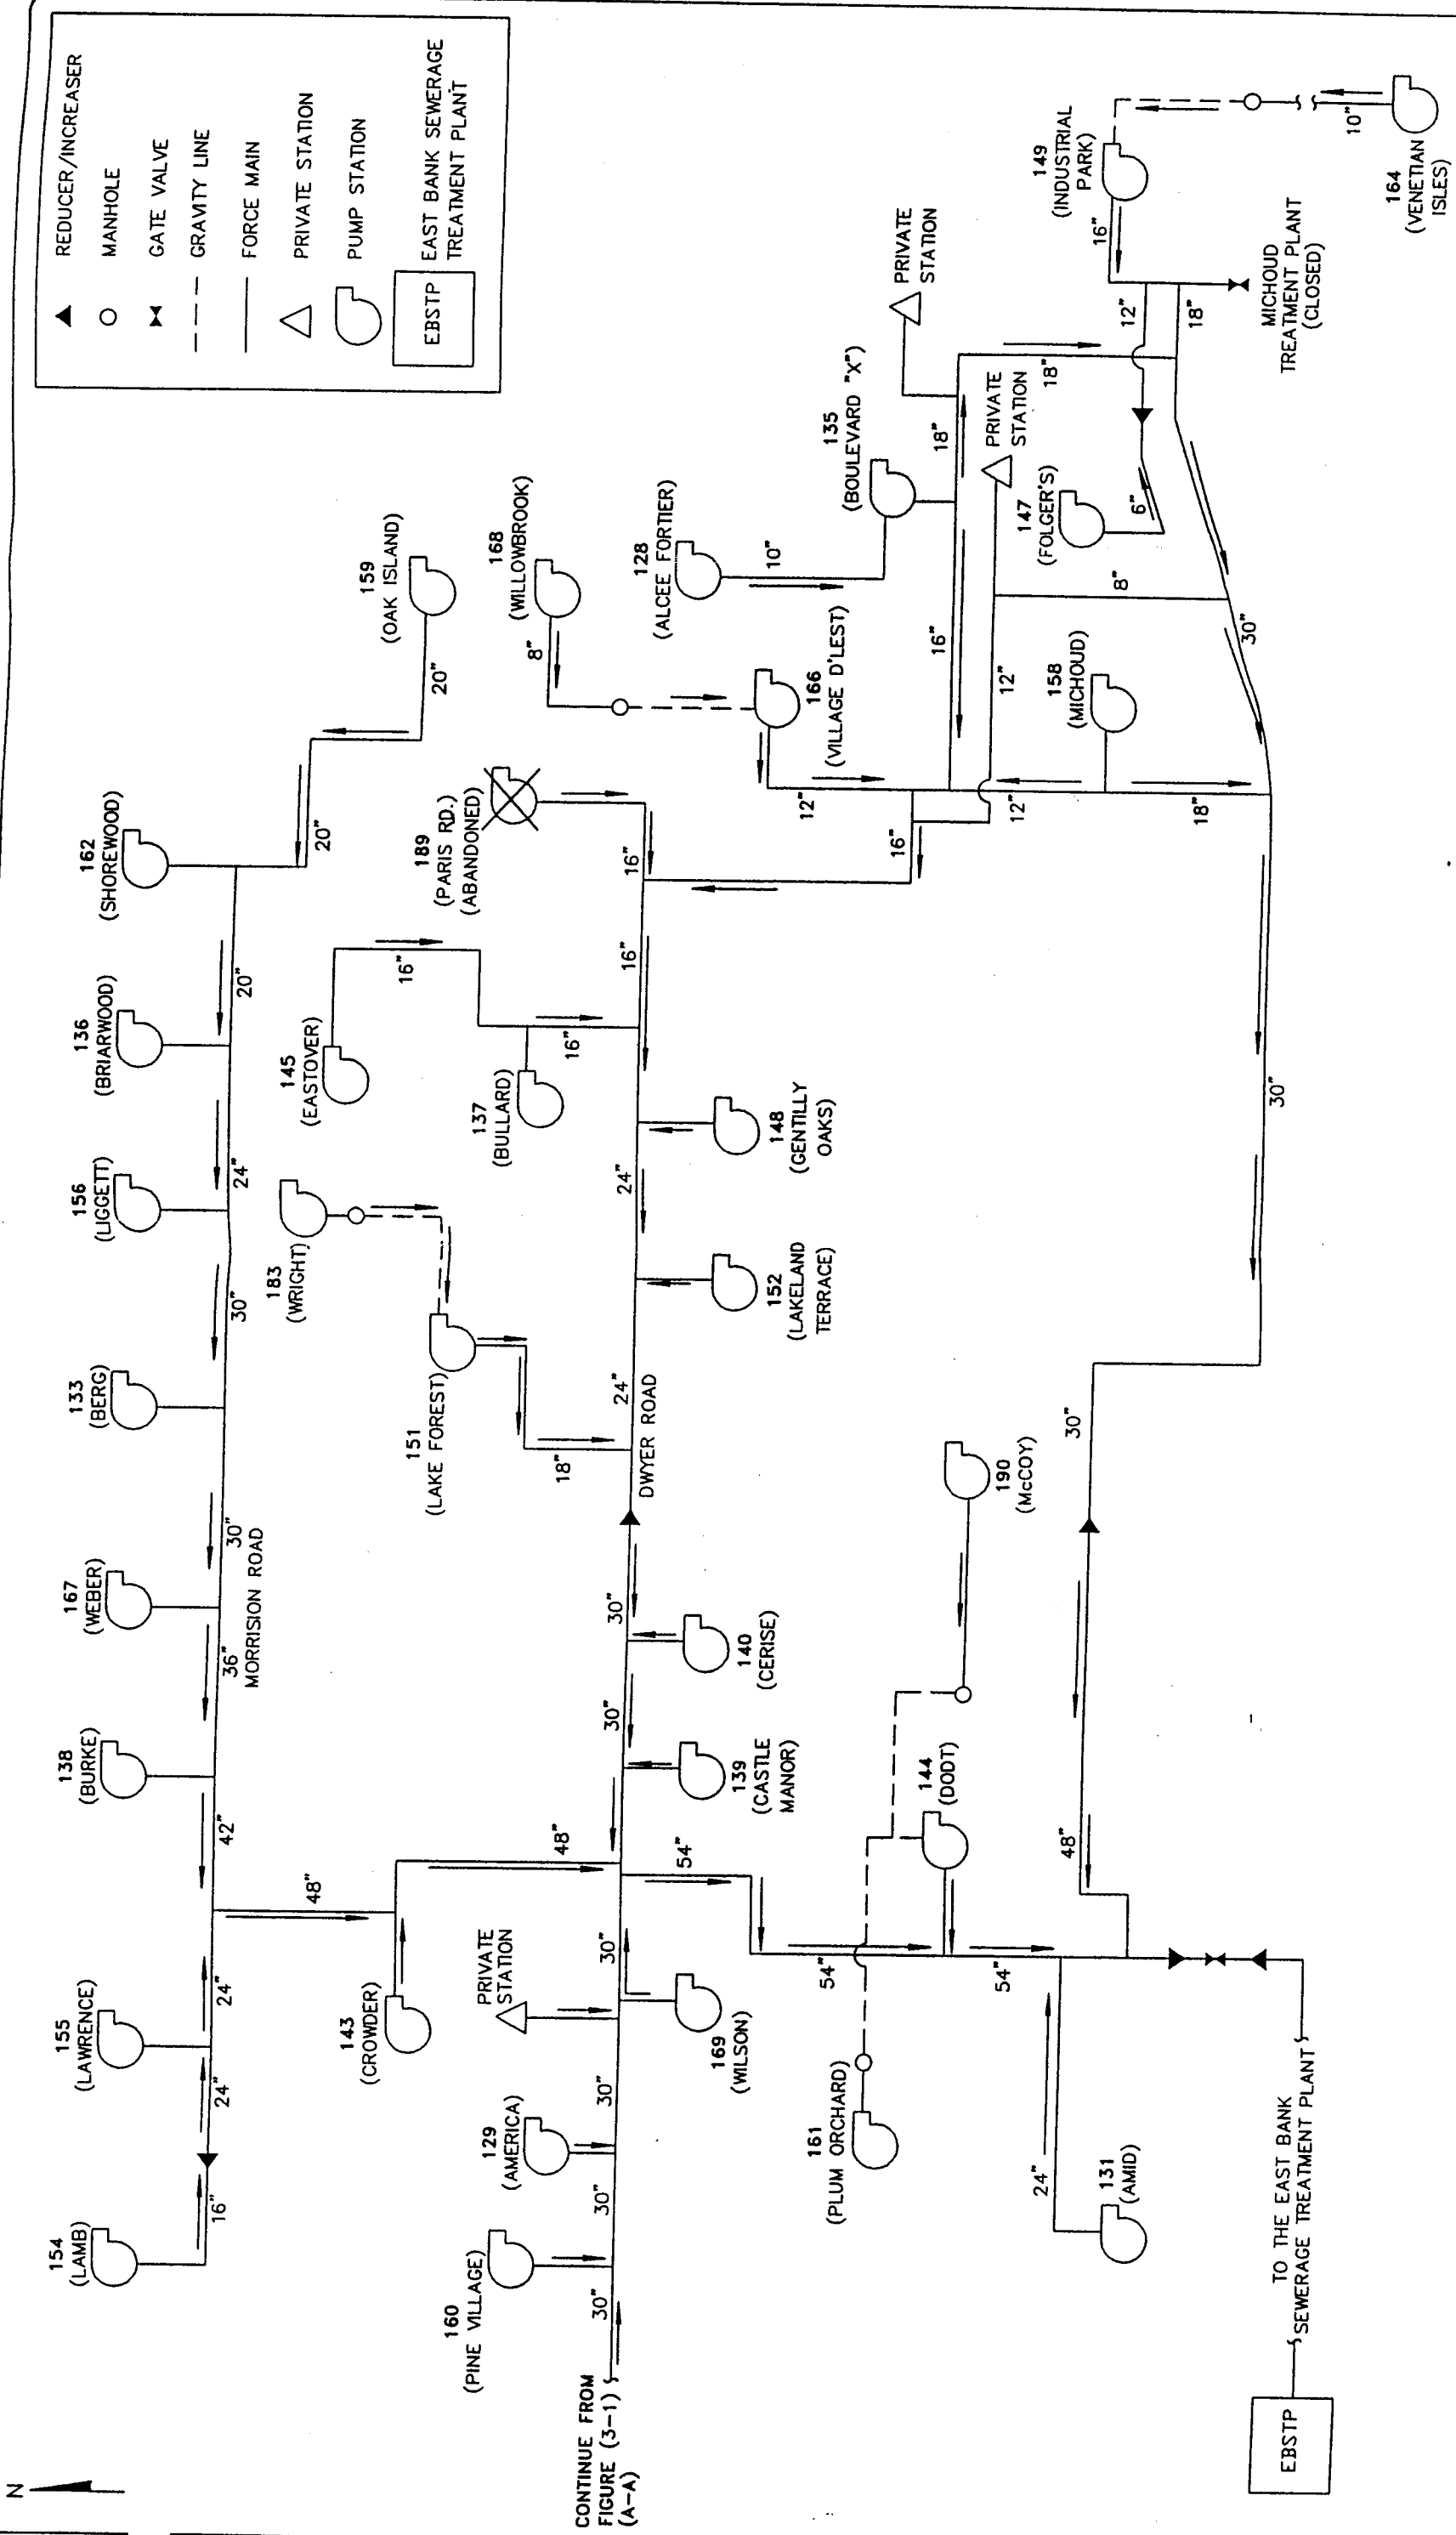 N
REDUCER/INCREASER
MANHOLE
GATE VALVE
GRAVITY LINE
FORCE MAIN
PRIVATE STATION
PUMP STATION
EBSTP
EAST BANK SEWERAGE
TREATMENT PLANT
154
(LAMB)
16"
24"
155
(LAWRENCE)
24"
48"
42"
138
(BURKE)
36"
MORRISION ROAD
167
(WEBER)
30"
133
(BERG)
30"
156
(LIGGETT)
24"
136
(BRIARWOOD)
20"
162
(SHOREWOOD)
20"
20"
159
(OAK ISLAND)
143
(CROWDER)
48"
183
(WRIGHT)
151
(LAKE FOREST)
18"
145
(EASTOVER)
16"
137
(BULLARD)
16"
189
(PARIS RD.)
(ABANDONED)
16"
168
(WILLOWBROOK)
8"
166
(VILLAGE D'LEST)
12"
128
(ALCEE FORTIER)
10"
135
(BOULEVARD "X")
18"
PRIVATE
STATION
18"
16"
CONTINUE FROM
FIGURE (3-1)
(A-A)
30"
160
(PINE VILLAGE)
30"
129
(AMERICA)
30"
PRIVATE
STATION
30"
169
(WILSON)
54"
139
(CASTLE
MANOR)
30"
140
(CERISE)
30"
DWYER ROAD
24"
152
(LAKELAND
TERRACE)
24"
148
(GENTILLY
OAKS)
16"
16"
12"
PRIVATE
STATION
12"
158
(MICHOUD)
18"
8"
30"
147
(FOLGER'S)
6"
12"
18"
16"
149
(INDUSTRIAL
PARK)
MICHOUD
TREATMENT PLANT
(CLOSED)
10"
164
(VENETIAN
ISLES)
161
(PLUM ORCHARD)
54"
144
(DODT)
190
(McCOY)
54"
24"
131
(AMID)
48"
30"
30"
TO THE EAST BANK
SEWERAGE TREATMENT PLANT
EBSTP